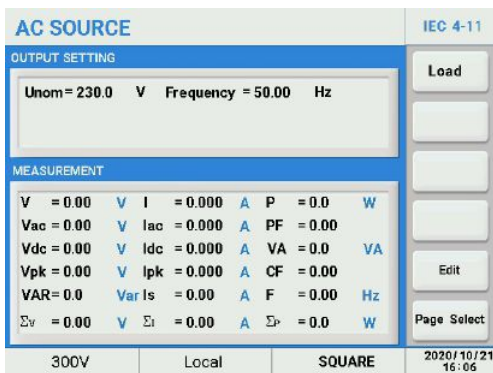 AC SOURCE
IEC 4-11
OUTPUT SETTING
Load
Unom = 230.0 V Frequency = 50.00 Hz
MEASUREMENT
V = 0.00 V I = 0.000 A P = 0.0 W
Vac = 0.00 V Iac = 0.000 A PF = 0.00
Vdc = 0.00 V Idc = 0.000 A VA = 0.0 VA
Vpk = 0.00 V Ipk = 0.000 A CF = 0.00
VAR= 0.0 Var Is = 0.00 A F = 0.00 Hz
Σv = 0.00 V ΣI = 0.00 A ΣP = 0.0 W
Edit
Page Select
300V Local SQUARE
2020/10/21
16:06